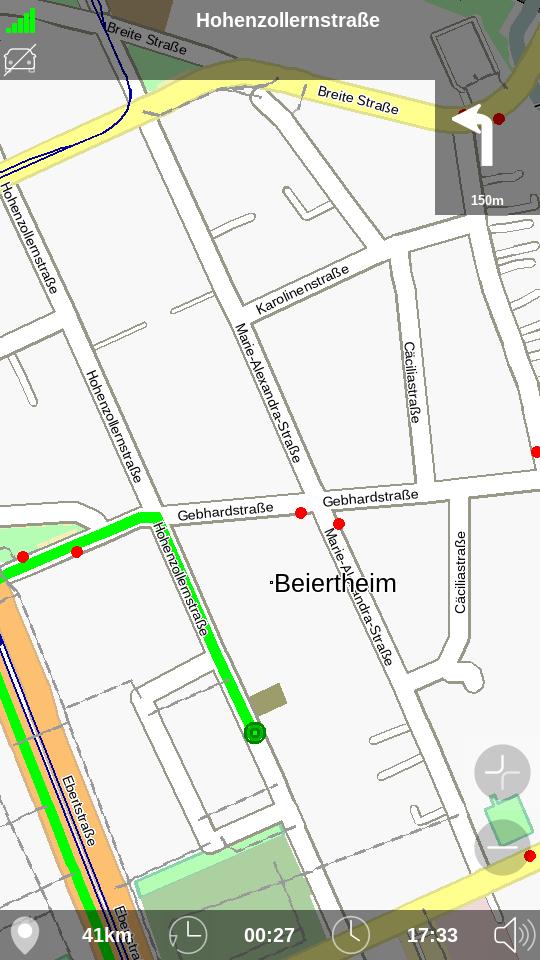 Hohenzollernstraße
Breite Straße
Breite Straße
150m
Hohenzollernstraße
Karolinenstraße
Marie-Alexandra-Straße
Cäciliastraße
Hohenzollernstraße
Gebhardstraße
Gebhardstraße
Hohenzollernstraße
Marie-Alexandra-Straße
Cäciliastraße
Beiertheim
Ebertstraße
Ebertstra
41km
00:27
17:33